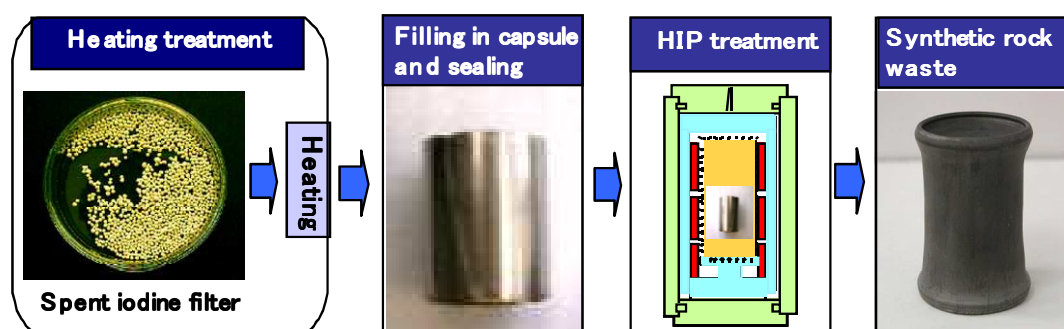 Heating treatment
Spent iodine filter
Heating
Filling in capsule
and sealing
HIP treatment
Synthetic rock
waste